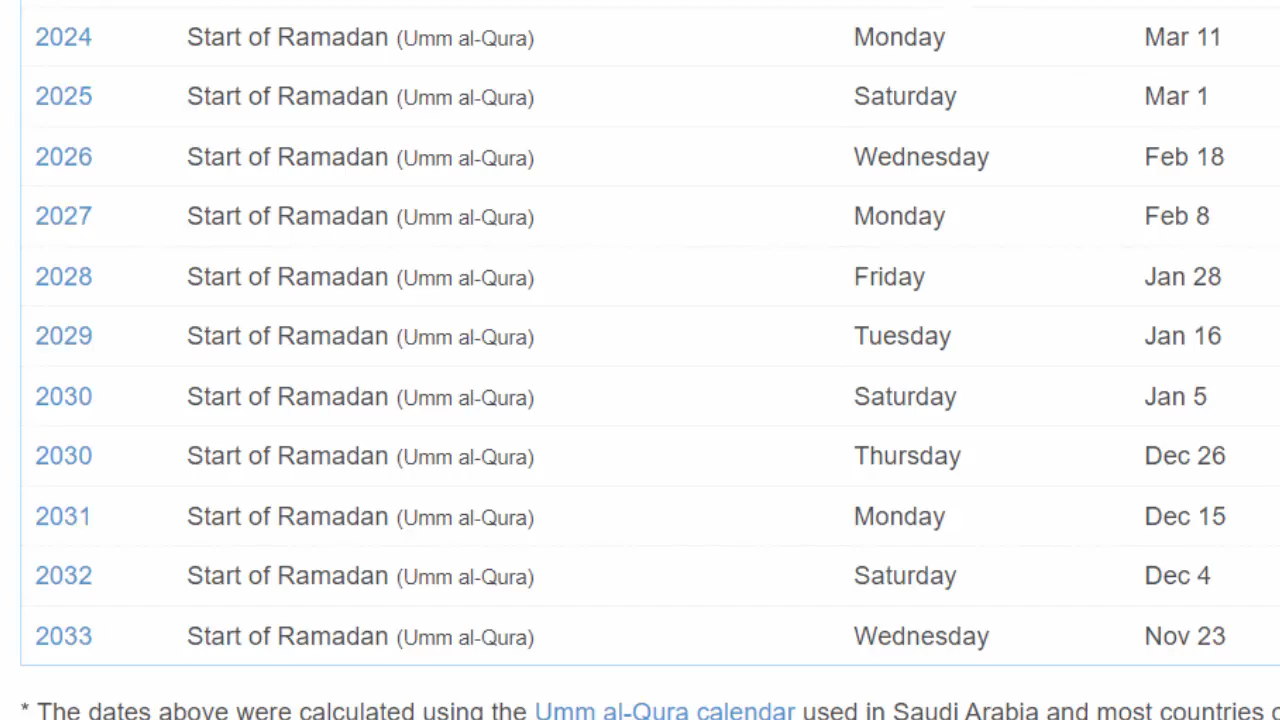 2024 Start of Ramadan (Umm al-Qura) Monday Mar 11
2025 Start of Ramadan (Umm al-Qura) Saturday Mar 1
2026 Start of Ramadan (Umm al-Qura) Wednesday Feb 18
2027 Start of Ramadan (Umm al-Qura) Monday Feb 8
2028 Start of Ramadan (Umm al-Qura) Friday Jan 28
2029 Start of Ramadan (Umm al-Qura) Tuesday Jan 16
2030 Start of Ramadan (Umm al-Qura) Saturday Jan 5
2030 Start of Ramadan (Umm al-Qura) Thursday Dec 26
2031 Start of Ramadan (Umm al-Qura) Monday Dec 15
2032 Start of Ramadan (Umm al-Qura) Saturday Dec 4
2033 Start of Ramadan (Umm al-Qura) Wednesday Nov 23
* The dates above were calculated using the Umm al-Qura calendar used in Saudi Arabia and most countries